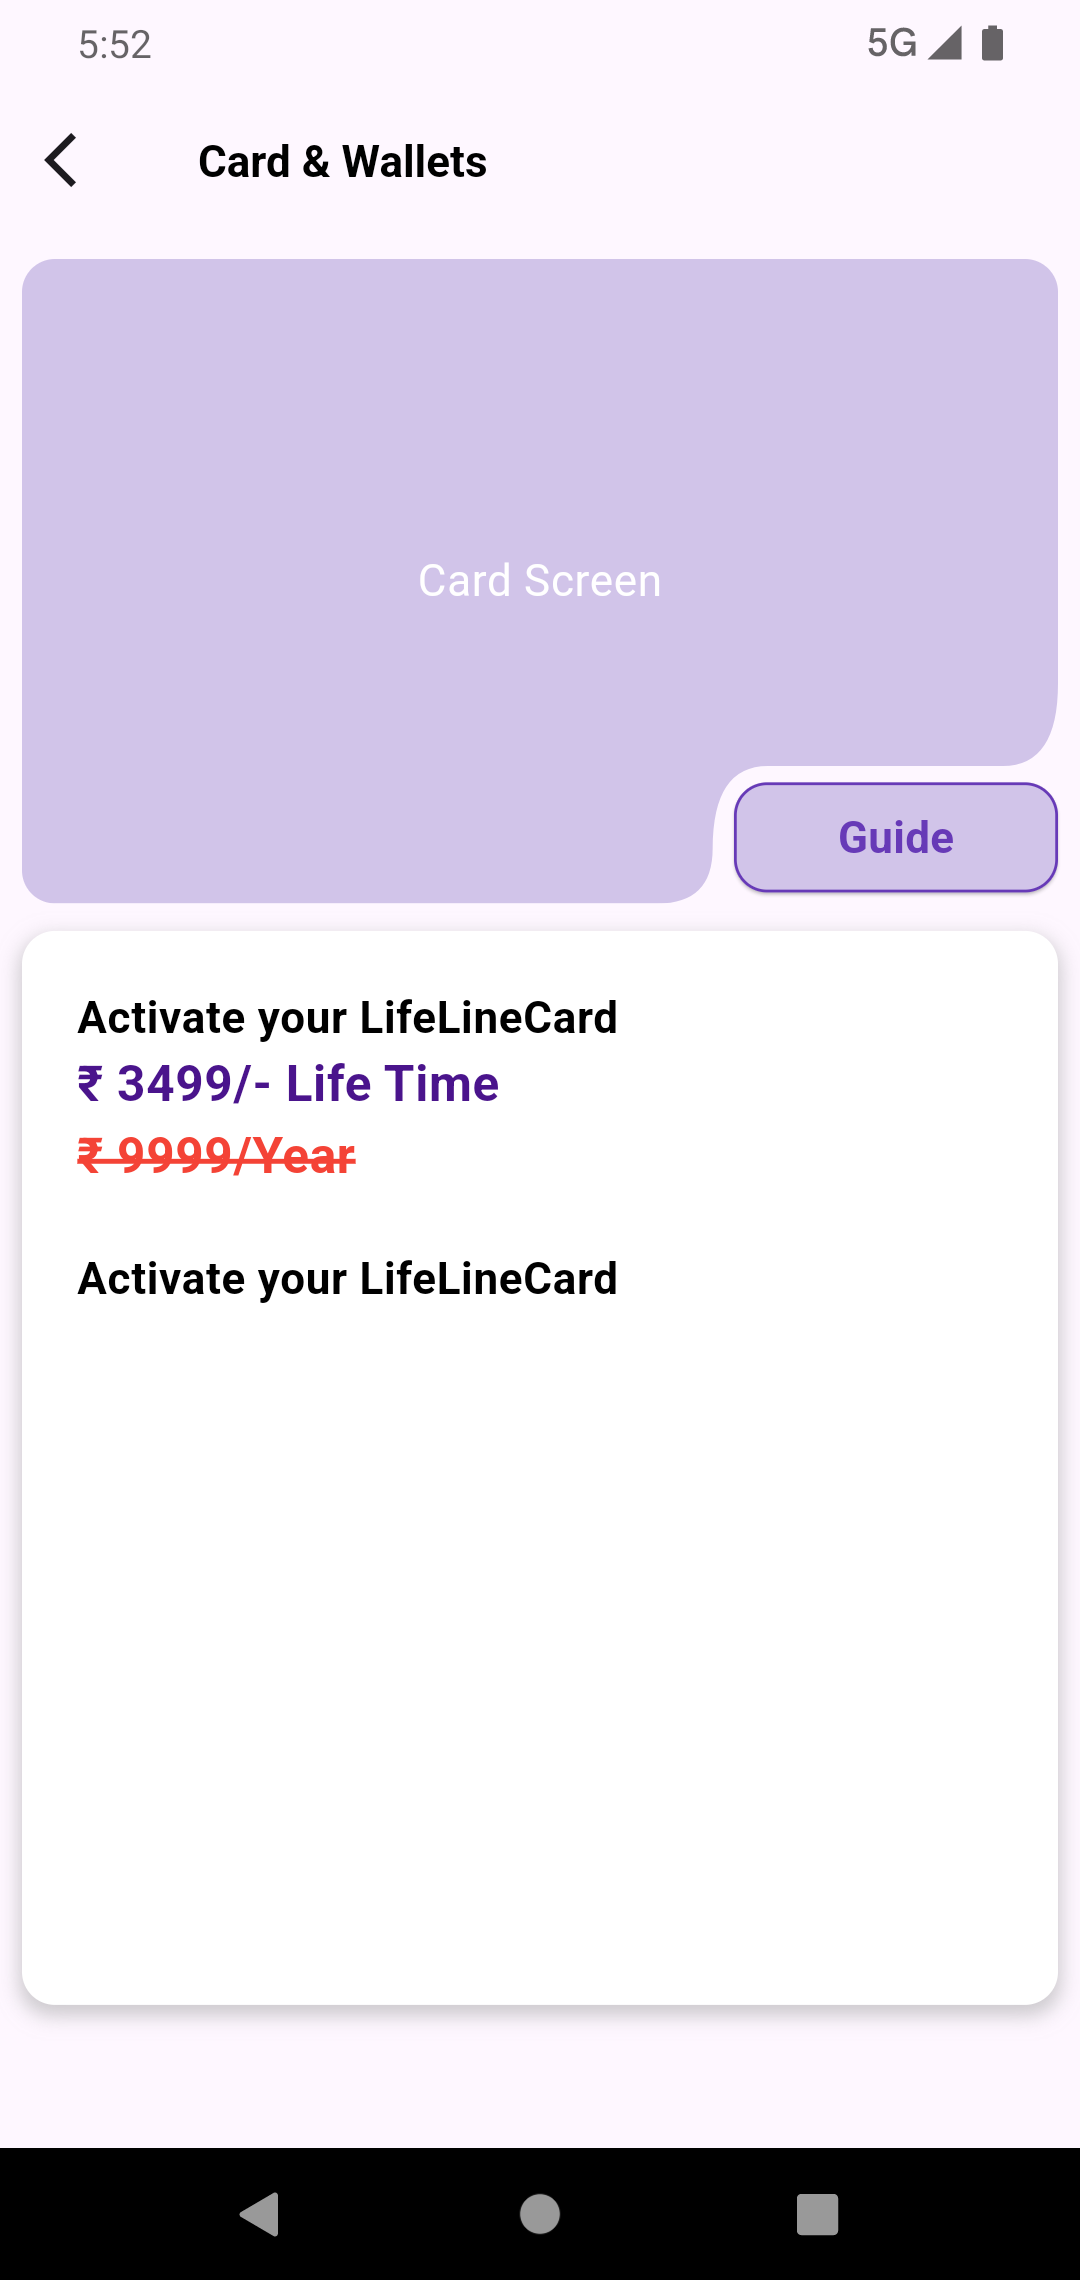 5:52
5G
Card & Wallets
Card Screen
Guide
Activate your LifeLineCard
₹ 3499/- Life Time
₹ 9999/Year
Activate your LifeLineCard